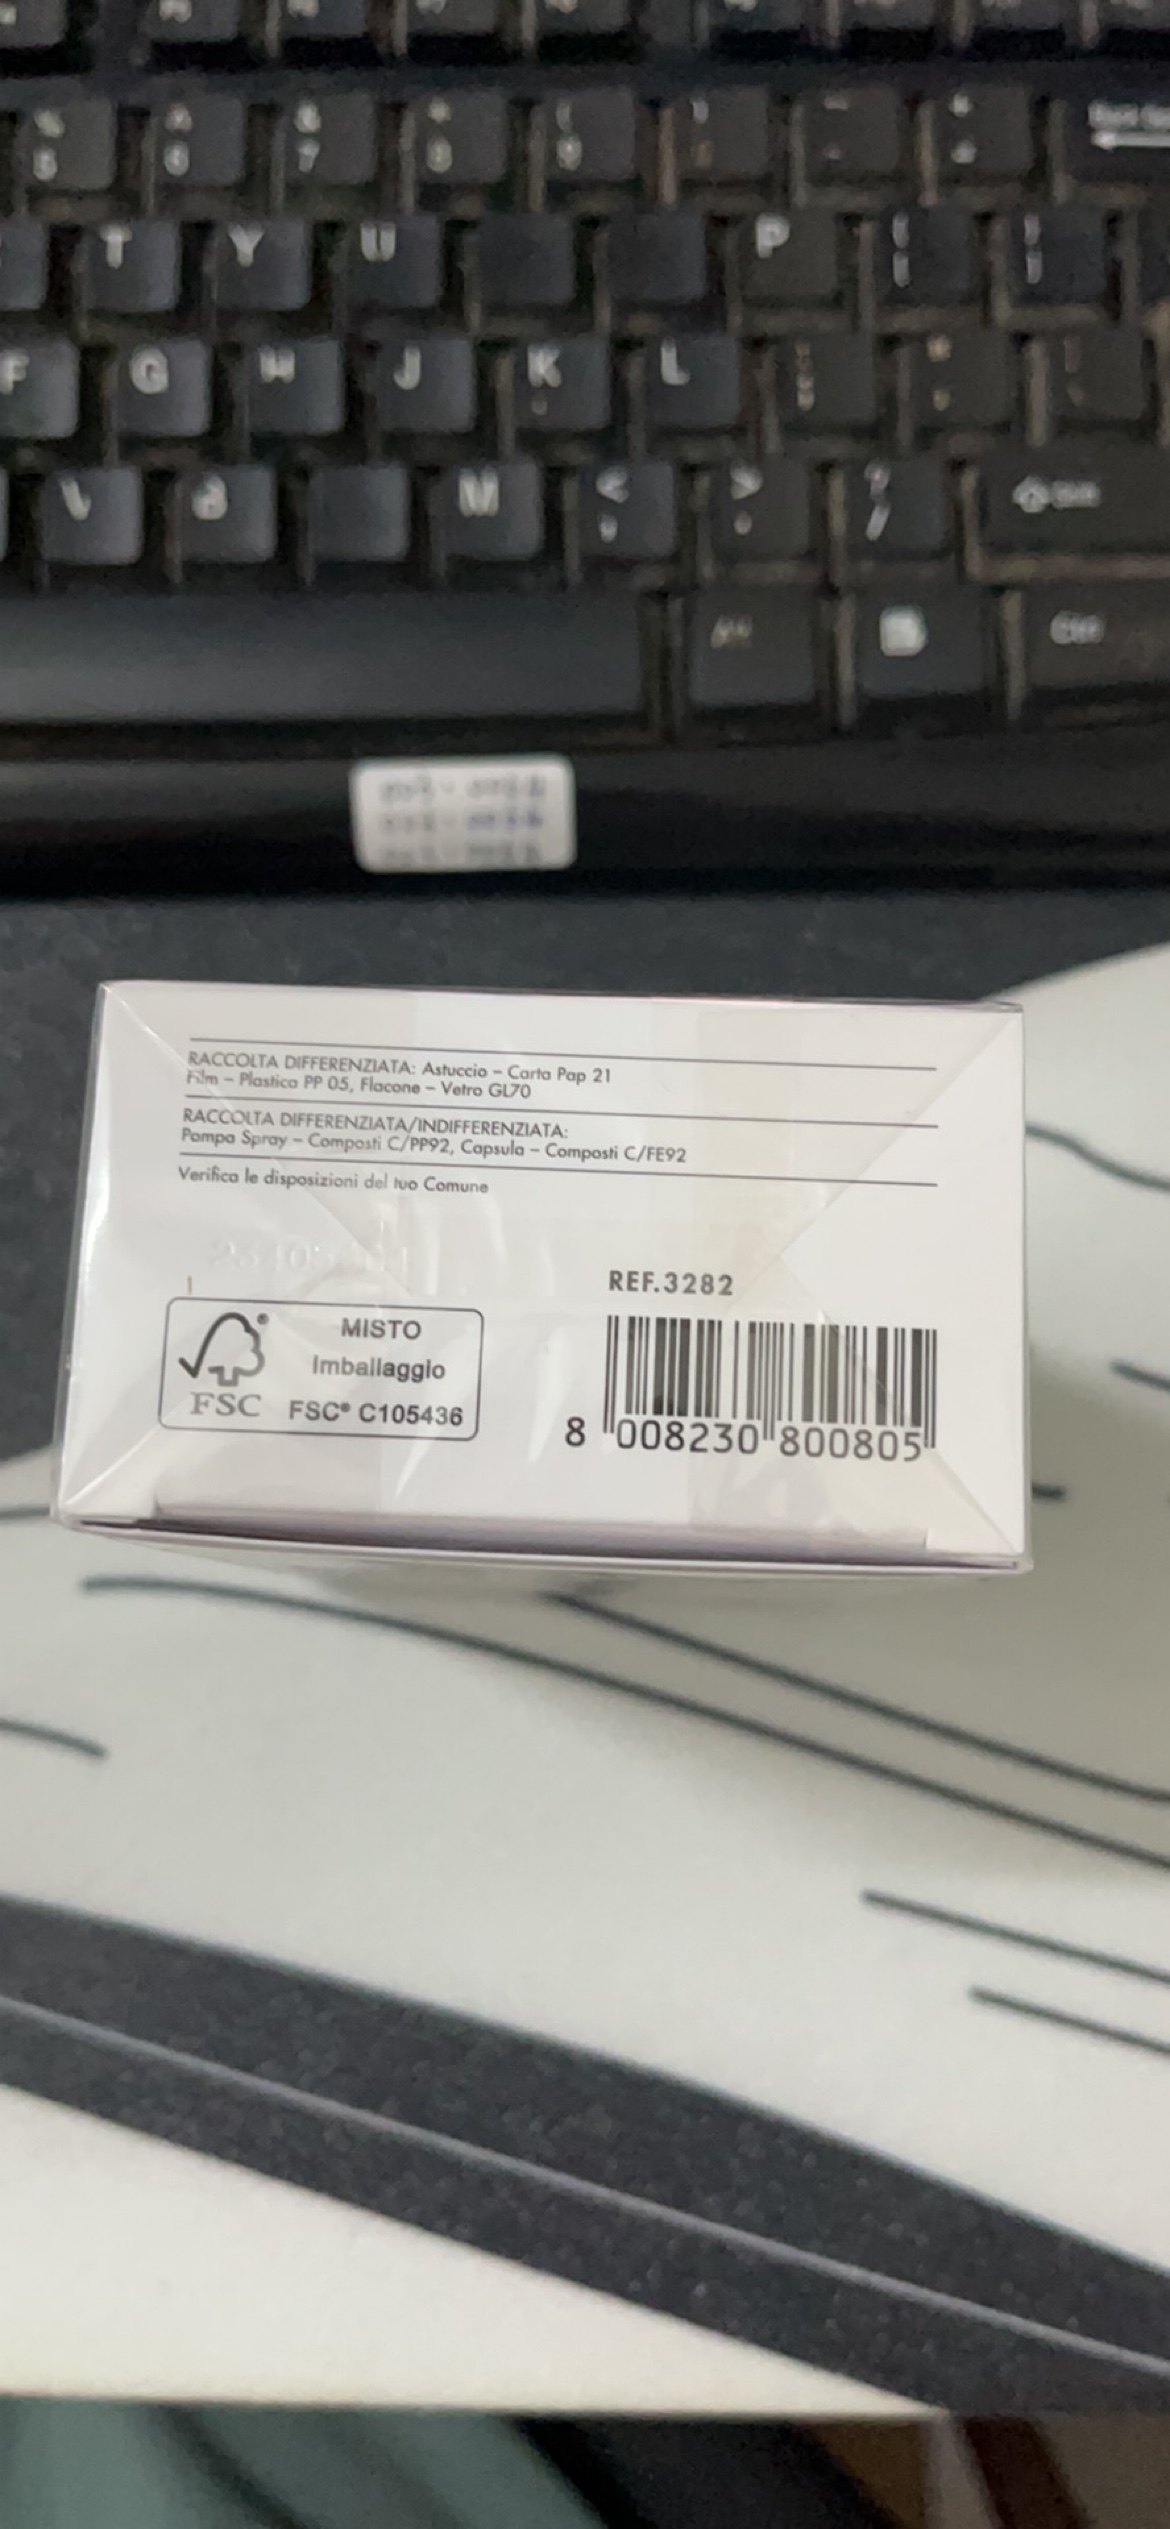 T Y U P
F G J K L
V M < >
? /
RACCOLTA DIFFERENZIATA: Astuccio – Carta Pap 21
Film – Plastica PP 05, Flacone – Vetro GL70
RACCOLTA DIFFERENZIATA/INDIFFERENZIATA:
Pompa Spray – Composti C/PP92, Capsula – Composti C/FE92
Verifica le disposizioni del tuo Comune
REF.3282
MISTO
Imballaggio
FSC® C105436
FSC
8 008230 800805